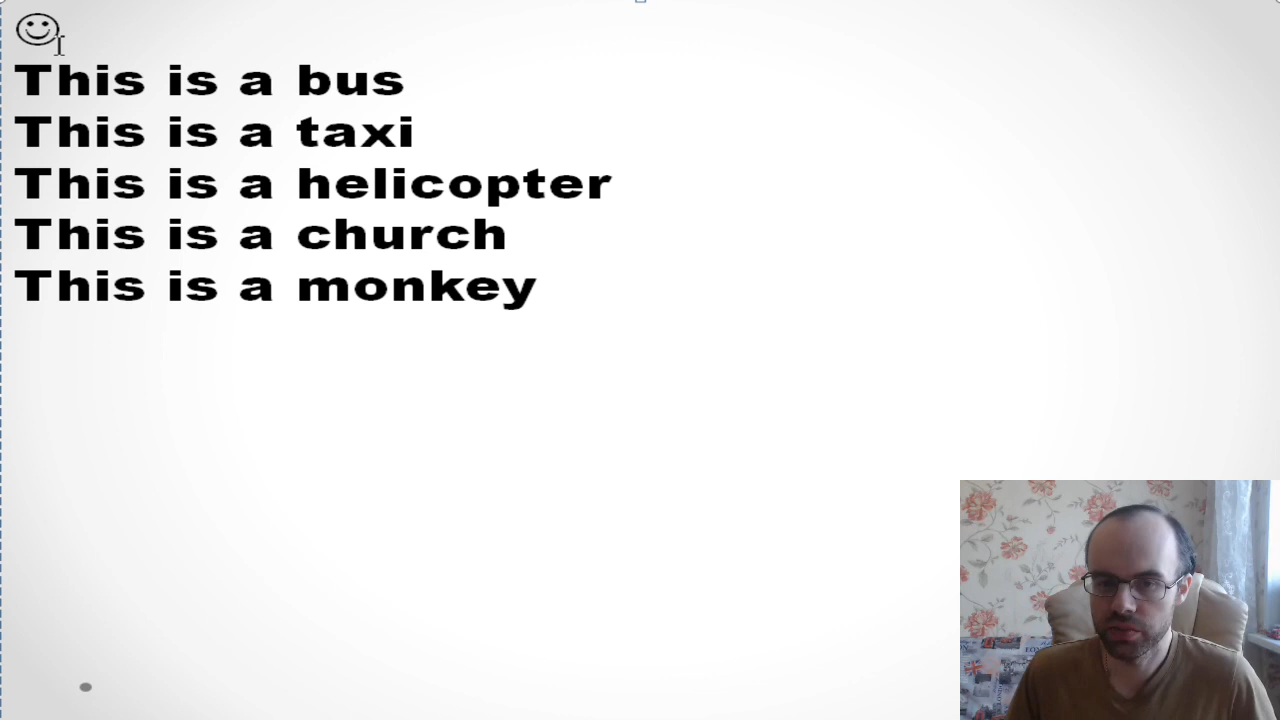 This is a bus
This is a taxi
This is a helicopter
This is a church
This is a monkey